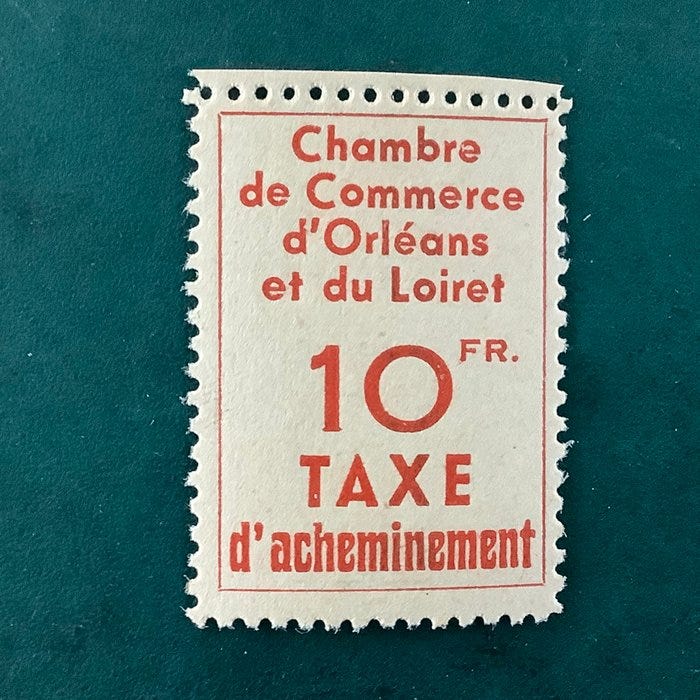 Chambre
de Commerce
d'Orléans
et du Loiret
10 FR.
TAXE
d'acheminement